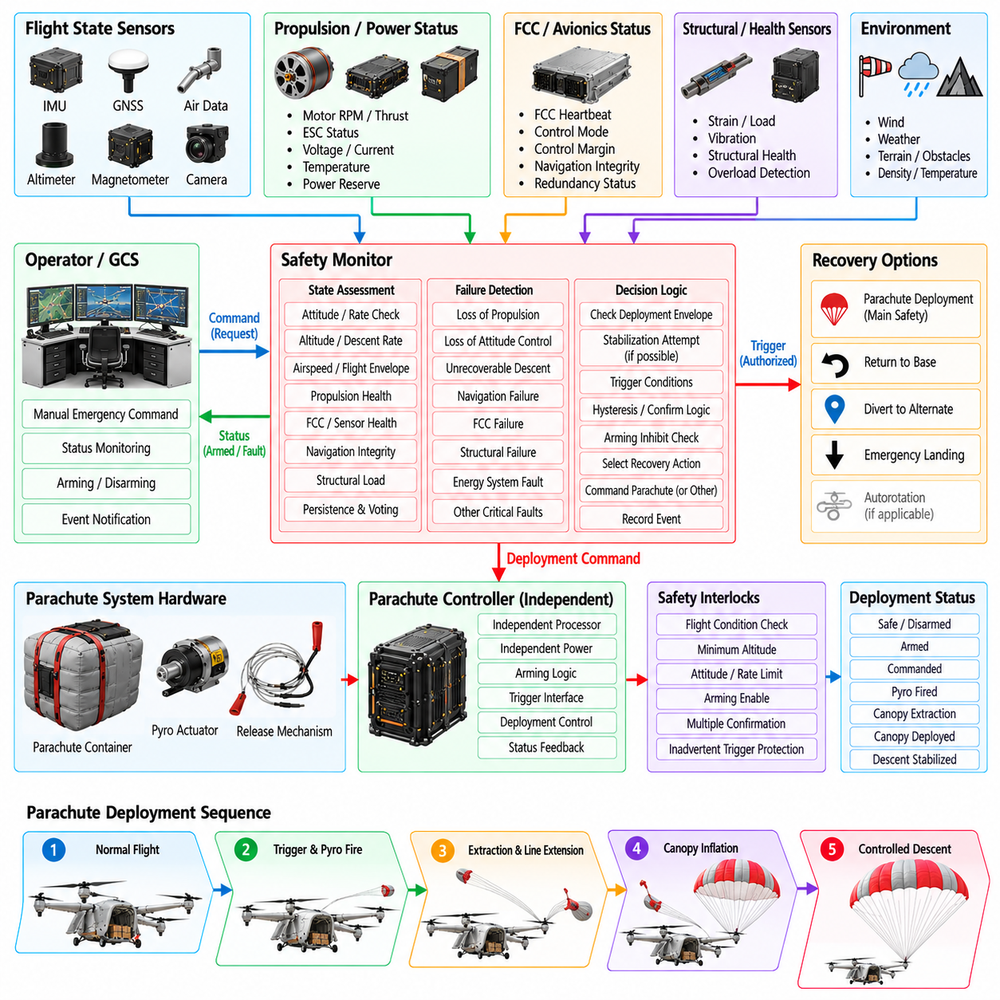 Flight State Sensors
IMU
GNSS
Air Data
Altimeter
Magnetometer
Camera
Propulsion / Power Status
• Motor RPM / Thrust
• ESC Status
• Voltage / Current
• Temperature
• Power Reserve
FCC / Avionics Status
• FCC Heartbeat
• Control Mode
• Control Margin
• Navigation Integrity
• Redundancy Status
Structural / Health Sensors
• Strain / Load
• Vibration
• Structural Health
• Overload Detection
Environment
• Wind
• Weather
• Terrain / Obstacles
• Density / Temperature
Operator / GCS
Manual Emergency Command
Status Monitoring
Arming / Disarming
Event Notification
Command
(Request)
Status
(Armed / Fault)
Safety Monitor
State Assessment
Attitude / Rate Check
Altitude / Descent Rate
Airspeed / Flight Envelope
Propulsion Health
FCC / Sensor Health
Navigation Integrity
Structural Load
Persistence & Voting
Failure Detection
Loss of Propulsion
Loss of Attitude Control
Unrecoverable Descent
Navigation Failure
FCC Failure
Structural Failure
Energy System Fault
Other Critical Faults
Decision Logic
Check Deployment Envelope
Stabilization Attempt
(if possible)
Trigger Conditions
Hysteresis / Confirm Logic
Arming Inhibit Check
Select Recovery Action
Command Parachute (or Other)
Record Event
Trigger
(Authorized)
Recovery Options
Parachute Deployment
(Main Safety)
Return to Base
Divert to Alternate
Emergency Landing
Autorotation
(if applicable)
Deployment Command
Parachute System Hardware
Parachute Container
Pyro Actuator
Release Mechanism
Parachute Controller (Independent)
Independent Processor
Independent Power
Arming Logic
Trigger Interface
Deployment Control
Status Feedback
Safety Interlocks
Flight Condition Check
Minimum Altitude
Attitude / Rate Limit
Arming Enable
Multiple Confirmation
Inadvertent Trigger Protection
Deployment Status
Safe / Disarmed
Armed
Commanded
Pyro Fired
Canopy Extraction
Canopy Deployed
Descent Stabilized
Parachute Deployment Sequence
1 Normal Flight
2 Trigger & Pyro Fire
3 Extraction & Line Extension
4 Canopy Inflation
5 Controlled Descent